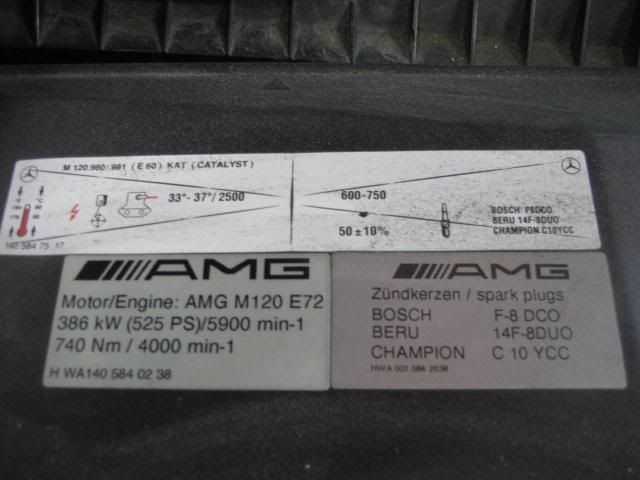 M 120.980/.981 ( E 60 ) KAT (CATALYST)
33°- 37°/ 2500
600-750
50 ± 10%
BOSCH F8DCO
BERU 14F-8DUO
CHAMPION C10YCC
140 584 75 17
AMG
Motor/Engine: AMG M120 E72
386 kW (525 PS)/5900 min-1
740 Nm / 4000 min-1
H WA140 584 02 38
AMG
Zündkerzen / spark plugs
BOSCH F-8 DCO
BERU 14F-8DUO
CHAMPION C 10 YCC
HWA 001 584 2638